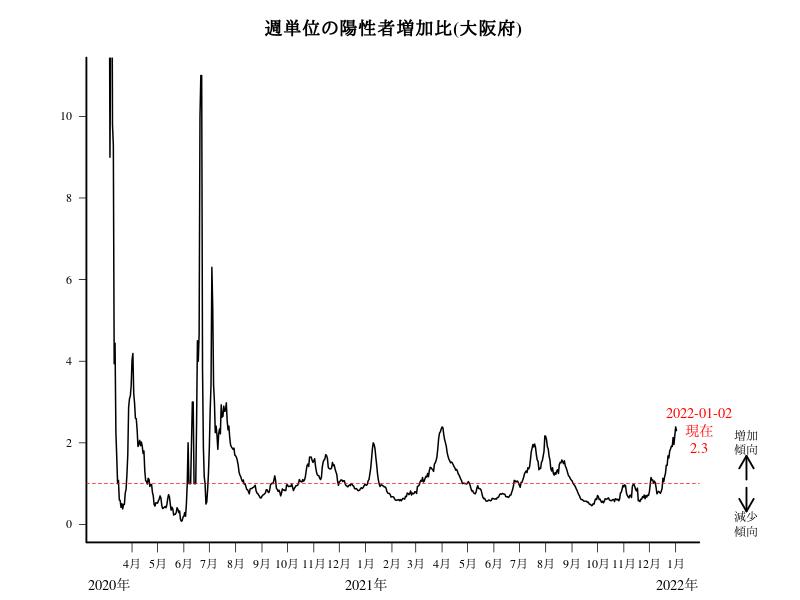 週単位の陽性者増加比(大阪府)
10
8
6
4
2
0
2022-01-02
現在
2.3
増加
傾向
減少
傾向
4月 5月 6月 7月 8月 9月 10月 11月 12月 1月 2月 3月 4月 5月 6月 7月 8月 9月 10月 11月 12月 1月
2020年 2021年 2022年